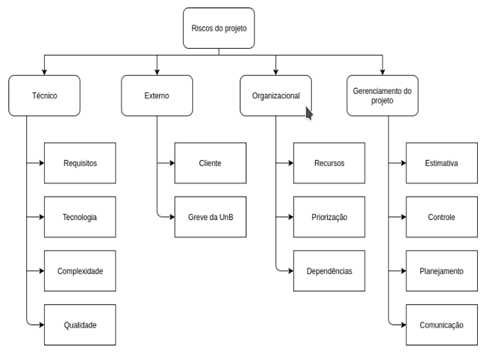 Riscos do projeto
Técnico
Externo
Organizacional
Gerenciamento do
projeto
Requisitos
Cliente
Recursos
Estimativa
Tecnologia
Greve da UnB
Priorização
Controle
Complexidade
Dependências
Planejamento
Qualidade
Comunicação